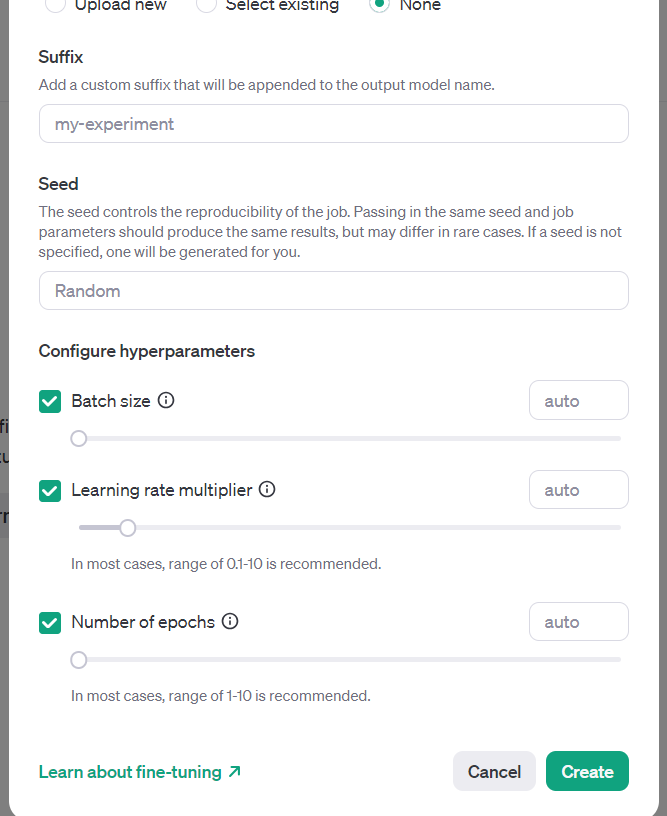 Upload new Select existing None
Suffix
Add a custom suffix that will be appended to the output model name.
my-experiment
Seed
The seed controls the reproducibility of the job. Passing in the same seed and job
parameters should produce the same results, but may differ in rare cases. If a seed is not
specified, one will be generated for you.
Random
Configure hyperparameters
Batch size auto
Learning rate multiplier auto
In most cases, range of 0.1-10 is recommended.
Number of epochs auto
In most cases, range of 1-10 is recommended.
Learn about fine-tuning Cancel Create